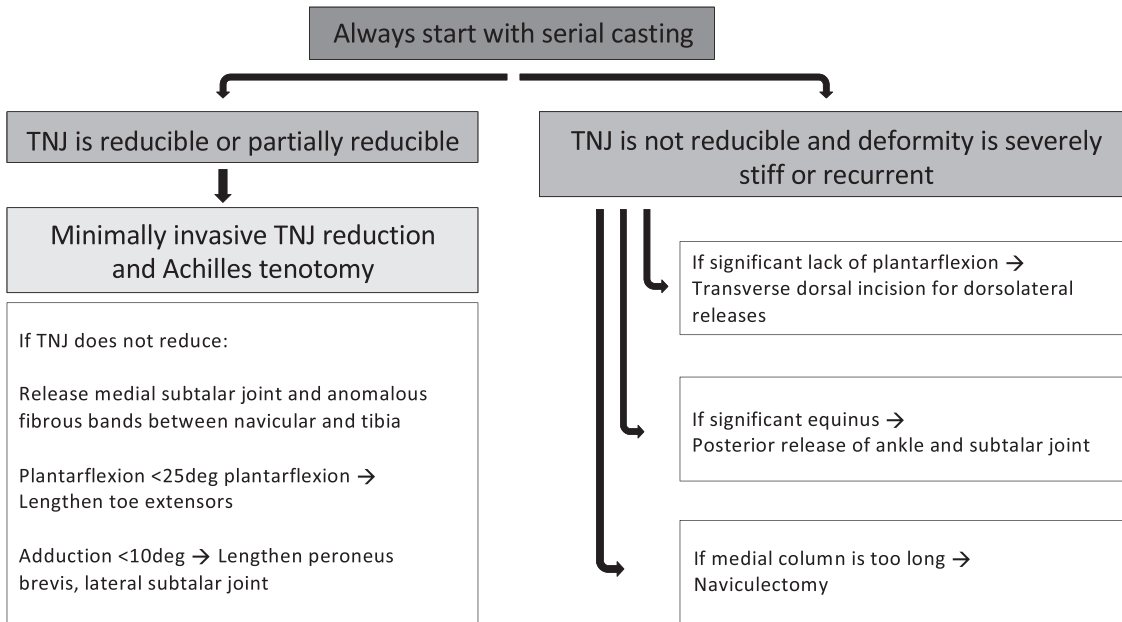 Always start with serial casting
TNJ is reducible or partially reducible
Minimally invasive TNJ reduction
and Achilles tenotomy
If TNJ does not reduce:
Release medial subtalar joint and anomalous
fibrous bands between navicular and tibia
Plantarflexion <25deg plantarflexion →
Lengthen toe extensors
Adduction <10deg → Lengthen peroneus
brevis, lateral subtalar joint
TNJ is not reducible and deformity is severely
stiff or recurrent
If significant lack of plantarflexion →
Transverse dorsal incision for dorsolateral
releases
If significant equinus →
Posterior release of ankle and subtalar joint
If medial column is too long →
Naviculectomy